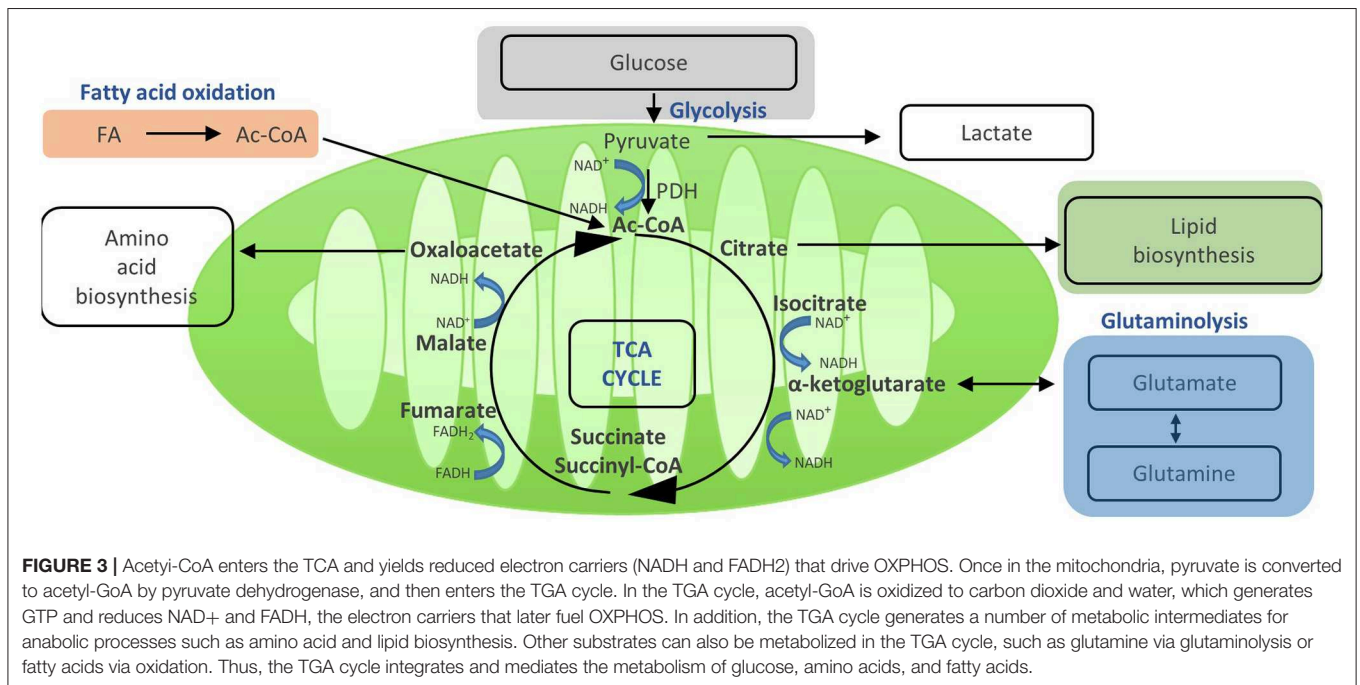 Glucose
Fatty acid oxidation
Glycolysis
FA
Ac-CoA
Pyruvate
Lactate
NAD+
PDH
NADH
Ac-CoA
Amino
acid
biosynthesis
Oxaloacetate
Citrate
Lipid
biosynthesis
NADH
NAD+
Malate
Isocitrate
NAD+
NADH
Glutaminolysis
TCA
CYCLE
α-ketoglutarate
Glutamate
Fumarate
FADH2
FADH
Succinate
Succinyl-CoA
NAD+
NADH
Glutamine
FIGURE 3 | Acetyi-CoA enters the TCA and yields reduced electron carriers (NADH and FADH2) that drive OXPHOS. Once in the mitochondria, pyruvate is converted
to acetyl-GoA by pyruvate dehydrogenase, and then enters the TGA cycle. In the TGA cycle, acetyl-GoA is oxidized to carbon dioxide and water, which generates
GTP and reduces NAD+ and FADH, the electron carriers that later fuel OXPHOS. In addition, the TGA cycle generates a number of metabolic intermediates for
anabolic processes such as amino acid and lipid biosynthesis. Other substrates can also be metabolized in the TGA cycle, such as glutamine via glutaminolysis or
fatty acids via oxidation. Thus, the TGA cycle integrates and mediates the metabolism of glucose, amino acids, and fatty acids.